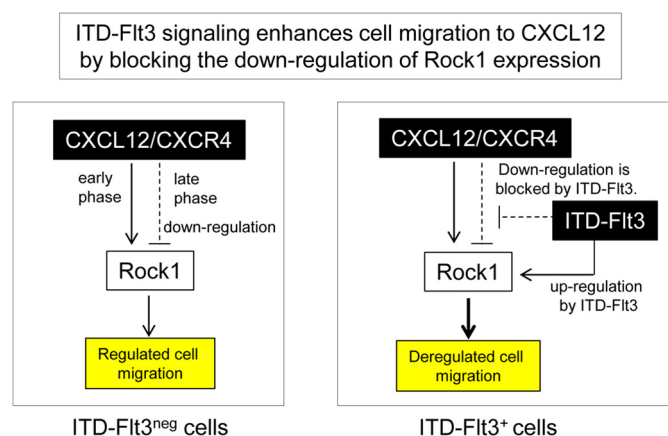 ITD-Flt3 signaling enhances cell migration to CXCL12
by blocking the down-regulation of Rock1 expression
CXCL12/CXCR4
early
phase
late
phase
down-regulation
Rock1
Regulated cell
migration
ITD-Flt3neg cells
CXCL12/CXCR4
Down-regulation is
blocked by ITD-Flt3.
ITD-Flt3
Rock1
up-regulation
by ITD-Flt3
Deregulated cell
migration
ITD-Flt3+ cells